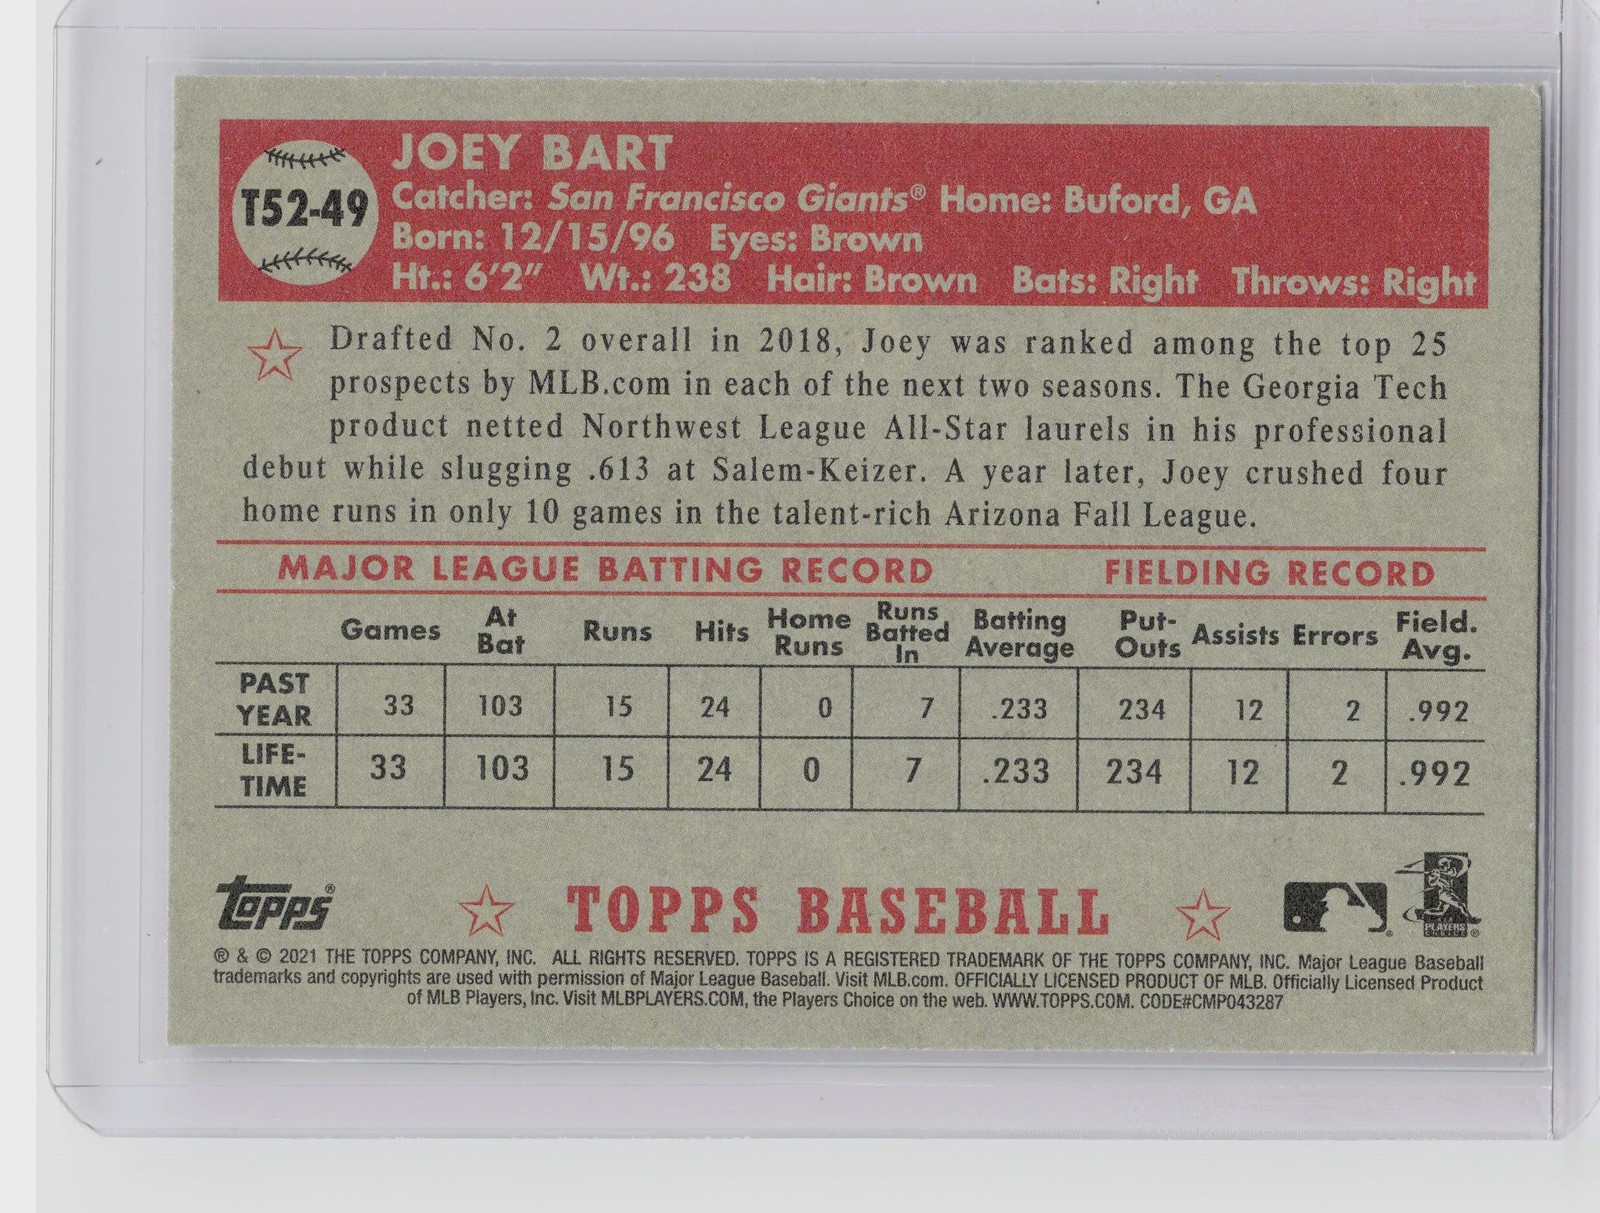 T52-49
JOEY BART
Catcher: San Francisco Giants® Home: Buford, GA
Born: 12/15/96 Eyes: Brown
Ht.: 6'2" Wt.: 238 Hair: Brown Bats: Right Throws: Right
Drafted No. 2 overall in 2018, Joey was ranked among the top 25
prospects by MLB.com in each of the next two seasons. The Georgia Tech
product netted Northwest League All-Star laurels in his professional
debut while slugging .613 at Salem-Keizer. A year later, Joey crushed four
home runs in only 10 games in the talent-rich Arizona Fall League.
MAJOR LEAGUE BATTING RECORD FIELDING RECORD
Games At Bat Runs Hits Home Runs Runs Batted In Batting Average Put-Outs Assists Errors Field. Avg.
PAST YEAR 33 103 15 24 0 7 .233 234 12 2 .992
LIFE-TIME 33 103 15 24 0 7 .233 234 12 2 .992
Topps® TOPPS BASEBALL ® PLAYERS CHOICE ®
® & © 2021 THE TOPPS COMPANY, INC. ALL RIGHTS RESERVED. TOPPS IS A REGISTERED TRADEMARK OF THE TOPPS COMPANY, INC. Major League Baseball
trademarks and copyrights are used with permission of Major League Baseball. Visit MLB.com. OFFICIALLY LICENSED PRODUCT OF MLB. Officially Licensed Product
of MLB Players, Inc. Visit MLBPLAYERS.COM, the Players Choice on the web. WWW.TOPPS.COM. CODE#CMP043287